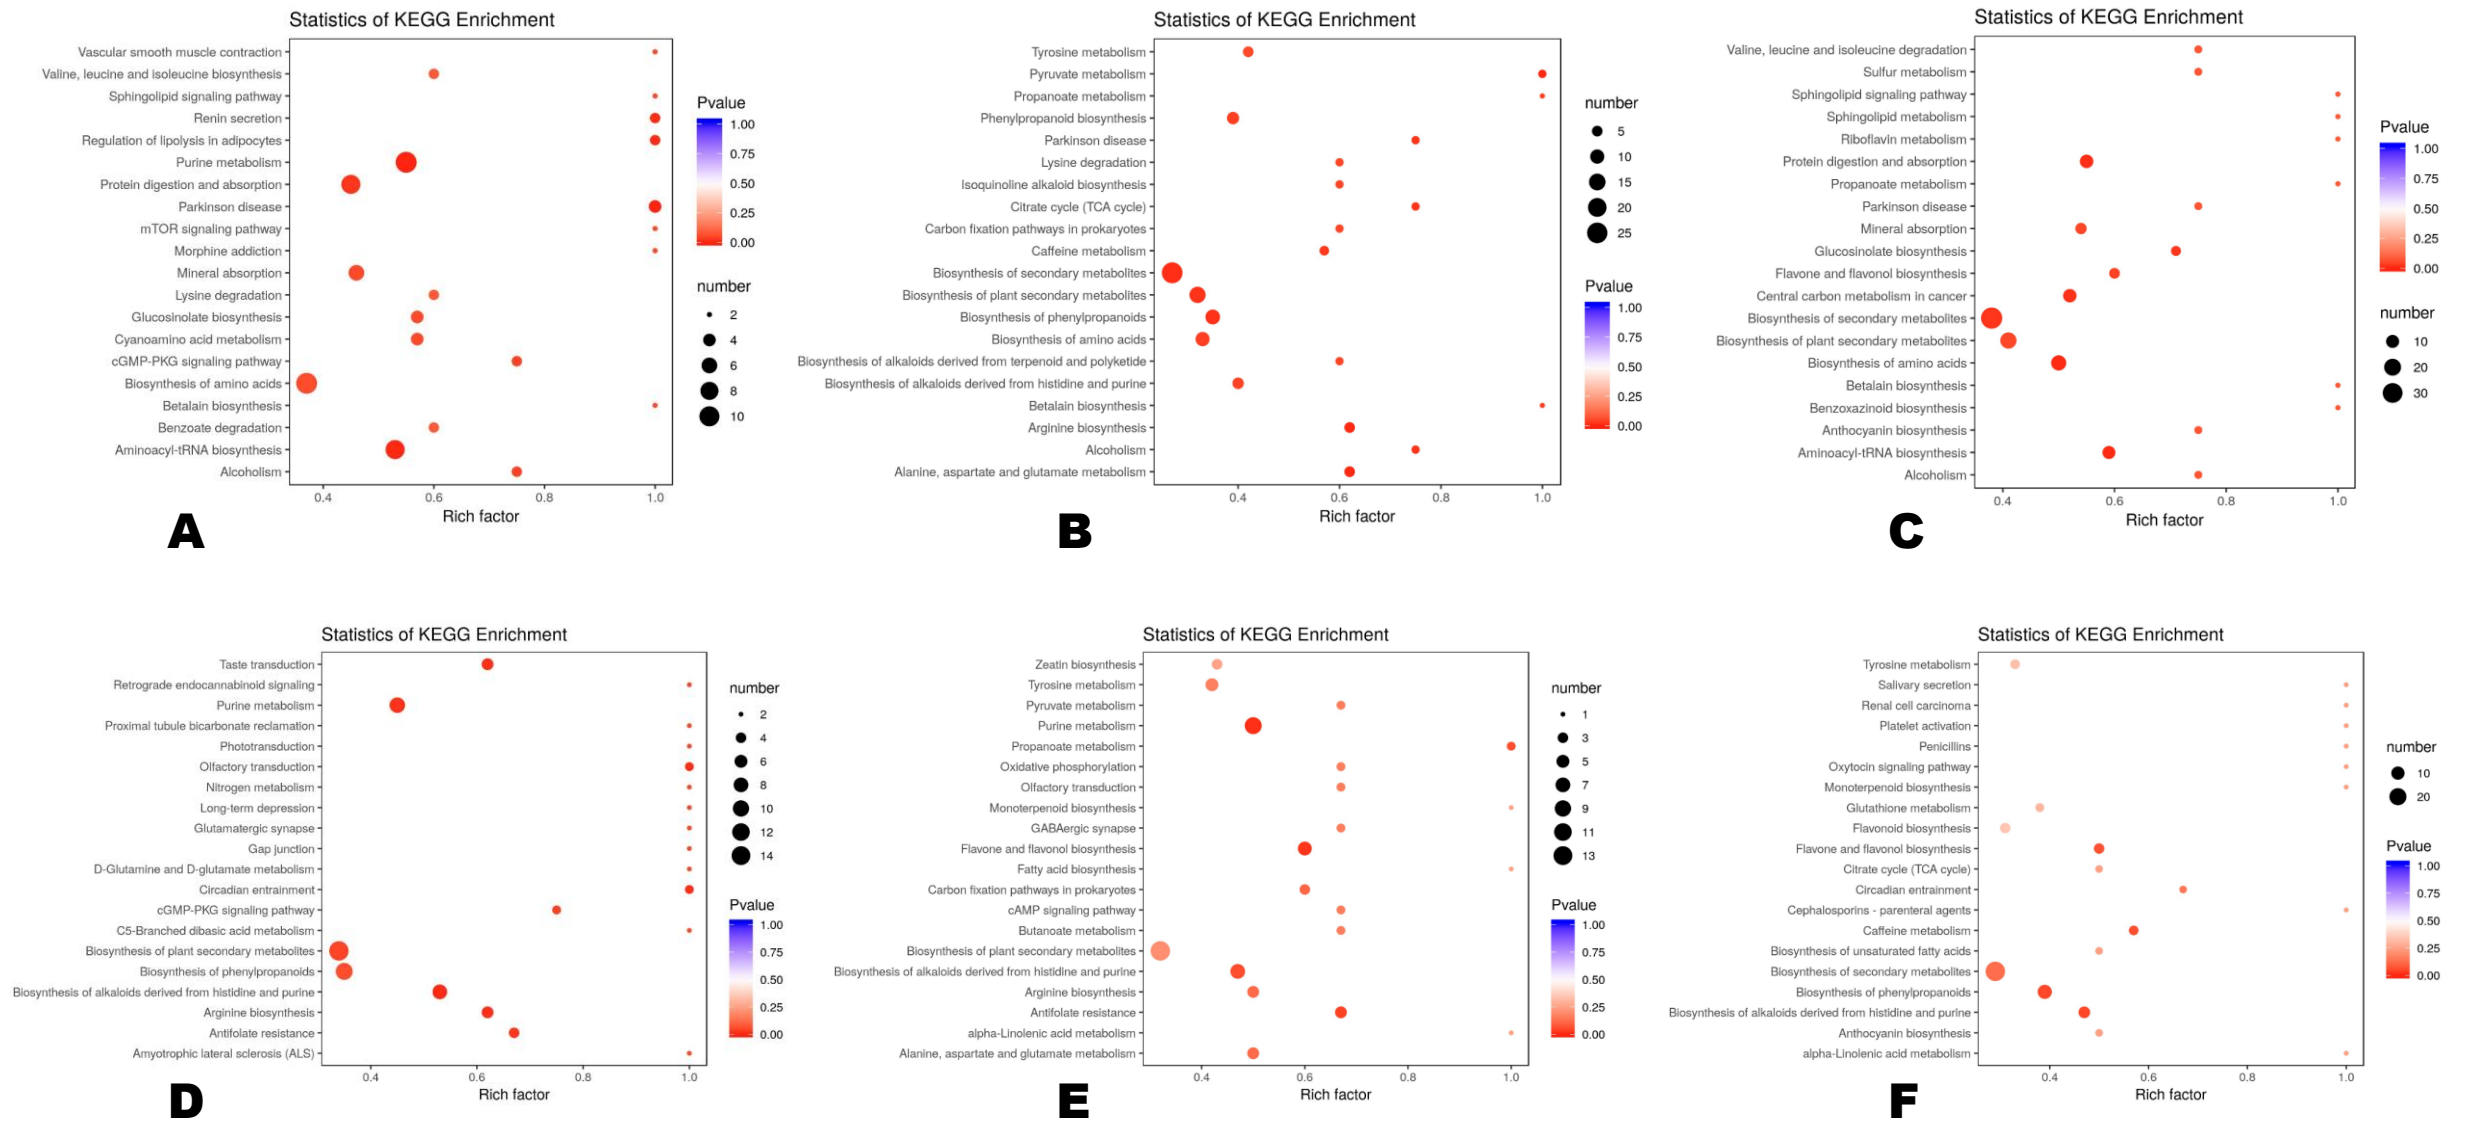 Statistics of KEGG Enrichment
Vascular smooth muscle contraction
Valine, leucine and isoleucine biosynthesis
Sphingolipid signaling pathway
Renin secretion
Regulation of lipolysis in adipocytes
Purine metabolism
Protein digestion and absorption
Parkinson disease
mTOR signaling pathway
Morphine addiction
Mineral absorption
Lysine degradation
Glucosinolate biosynthesis
Cyanoamino acid metabolism
cGMP-PKG signaling pathway
Biosynthesis of amino acids
Betalain biosynthesis
Benzoate degradation
Aminoacyl-tRNA biosynthesis
Alcoholism
0.4 0.6 0.8 1.0
Rich factor
Pvalue
1.00
0.75
0.50
0.25
0.00
number
2
4
6
8
10
A
Statistics of KEGG Enrichment
Tyrosine metabolism
Pyruvate metabolism
Propanoate metabolism
Phenylpropanoid biosynthesis
Parkinson disease
Lysine degradation
Isoquinoline alkaloid biosynthesis
Citrate cycle (TCA cycle)
Carbon fixation pathways in prokaryotes
Caffeine metabolism
Biosynthesis of secondary metabolites
Biosynthesis of plant secondary metabolites
Biosynthesis of phenylpropanoids
Biosynthesis of amino acids
Biosynthesis of alkaloids derived from terpenoid and polyketide
Biosynthesis of alkaloids derived from histidine and purine
Betalain biosynthesis
Arginine biosynthesis
Alcoholism
Alanine, aspartate and glutamate metabolism
0.4 0.6 0.8 1.0
Rich factor
number
5
10
15
20
25
Pvalue
1.00
0.75
0.50
0.25
0.00
B
Statistics of KEGG Enrichment
Valine, leucine and isoleucine degradation
Sulfur metabolism
Sphingolipid signaling pathway
Sphingolipid metabolism
Riboflavin metabolism
Protein digestion and absorption
Propanoate metabolism
Parkinson disease
Mineral absorption
Glucosinolate biosynthesis
Flavone and flavonol biosynthesis
Central carbon metabolism in cancer
Biosynthesis of secondary metabolites
Biosynthesis of plant secondary metabolites
Biosynthesis of amino acids
Betalain biosynthesis
Benzoxazinoid biosynthesis
Anthocyanin biosynthesis
Aminoacyl-tRNA biosynthesis
Alcoholism
0.4 0.6 0.8 1.0
Rich factor
Pvalue
1.00
0.75
0.50
0.25
0.00
number
10
20
30
C
Statistics of KEGG Enrichment
Taste transduction
Retrograde endocannabinoid signaling
Purine metabolism
Proximal tubule bicarbonate reclamation
Phototransduction
Olfactory transduction
Nitrogen metabolism
Long-term depression
Glutamatergic synapse
Gap junction
D-Glutamine and D-glutamate metabolism
Circadian entrainment
cGMP-PKG signaling pathway
C5-Branched dibasic acid metabolism
Biosynthesis of plant secondary metabolites
Biosynthesis of phenylpropanoids
Biosynthesis of alkaloids derived from histidine and purine
Arginine biosynthesis
Antifolate resistance
Amyotrophic lateral sclerosis (ALS)
0.4 0.6 0.8 1.0
Rich factor
number
2
4
6
8
10
12
14
Pvalue
1.00
0.75
0.50
0.25
0.00
D
Statistics of KEGG Enrichment
Zeatin biosynthesis
Tyrosine metabolism
Pyruvate metabolism
Purine metabolism
Propanoate metabolism
Oxidative phosphorylation
Olfactory transduction
Monoterpenoid biosynthesis
GABAergic synapse
Flavone and flavonol biosynthesis
Fatty acid biosynthesis
Carbon fixation pathways in prokaryotes
cAMP signaling pathway
Butanoate metabolism
Biosynthesis of plant secondary metabolites
Biosynthesis of alkaloids derived from histidine and purine
Arginine biosynthesis
Antifolate resistance
alpha-Linolenic acid metabolism
Alanine, aspartate and glutamate metabolism
0.4 0.6 0.8 1.0
Rich factor
number
1
3
5
7
9
11
13
Pvalue
1.00
0.75
0.50
0.25
0.00
E
Statistics of KEGG Enrichment
Tyrosine metabolism
Salivary secretion
Renal cell carcinoma
Platelet activation
Penicillins
Oxytocin signaling pathway
Monoterpenoid biosynthesis
Glutathione metabolism
Flavonoid biosynthesis
Flavone and flavonol biosynthesis
Citrate cycle (TCA cycle)
Circadian entrainment
Cephalosporins - parenteral agents
Caffeine metabolism
Biosynthesis of unsaturated fatty acids
Biosynthesis of secondary metabolites
Biosynthesis of phenylpropanoids
Biosynthesis of alkaloids derived from histidine and purine
Anthocyanin biosynthesis
alpha-Linolenic acid metabolism
0.4 0.6 0.8 1.0
Rich factor
number
10
20
Pvalue
1.00
0.75
0.50
0.25
0.00
F